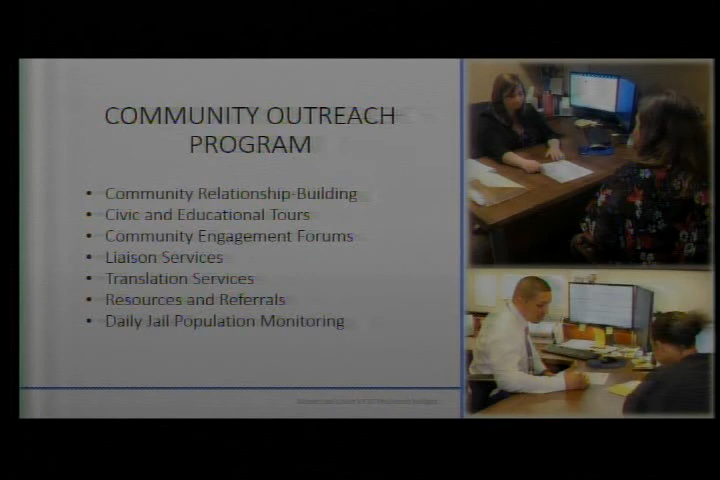 COMMUNITY OUTREACH
PROGRAM
• Community Relationship-Building
• Civic and Educational Tours
• Community Engagement Forums
• Liaison Services
• Translation Services
• Resources and Referrals
• Daily Jail Population Monitoring